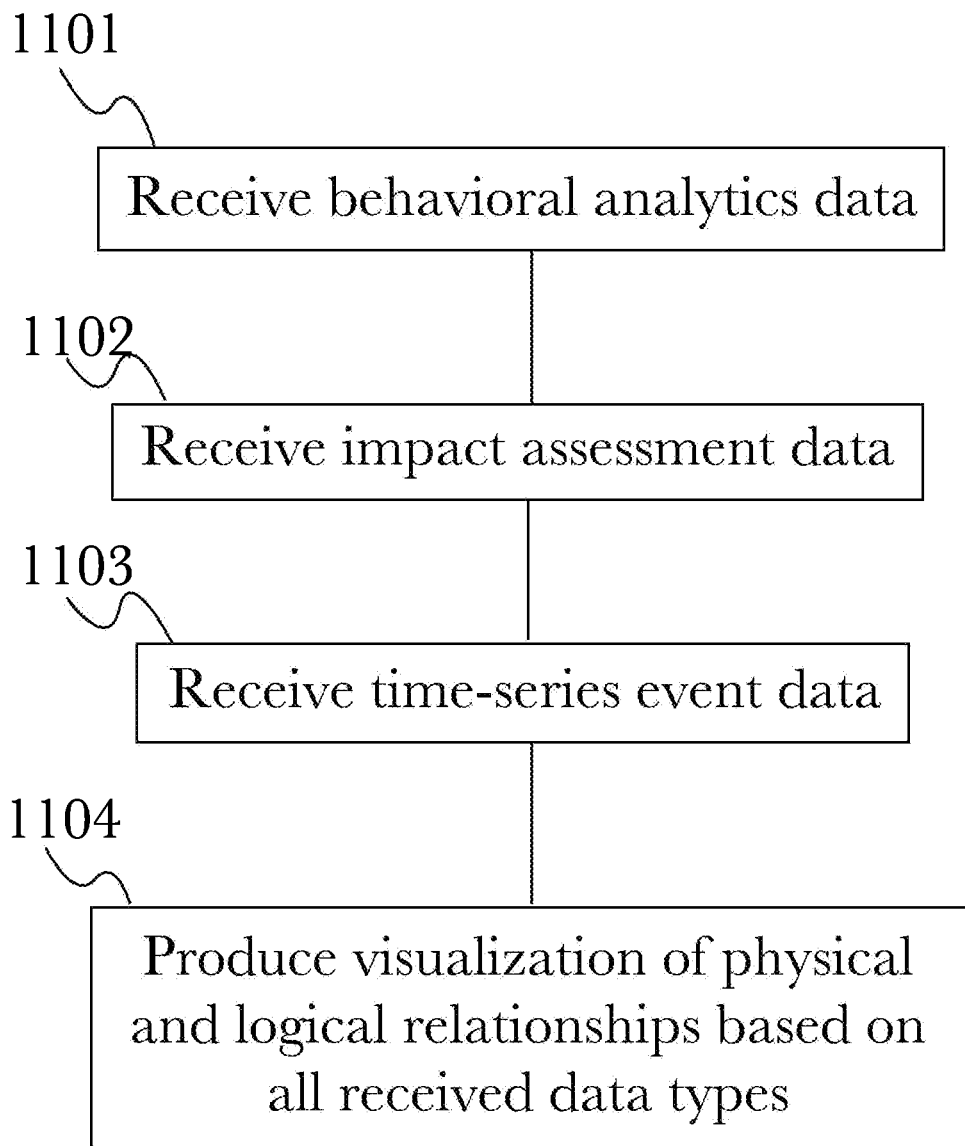 1101
Receive behavioral analytics data
1102
Receive impact assessment data
1103
Receive time-series event data
1104
Produce visualization of physical
and logical relationships based on
all received data types